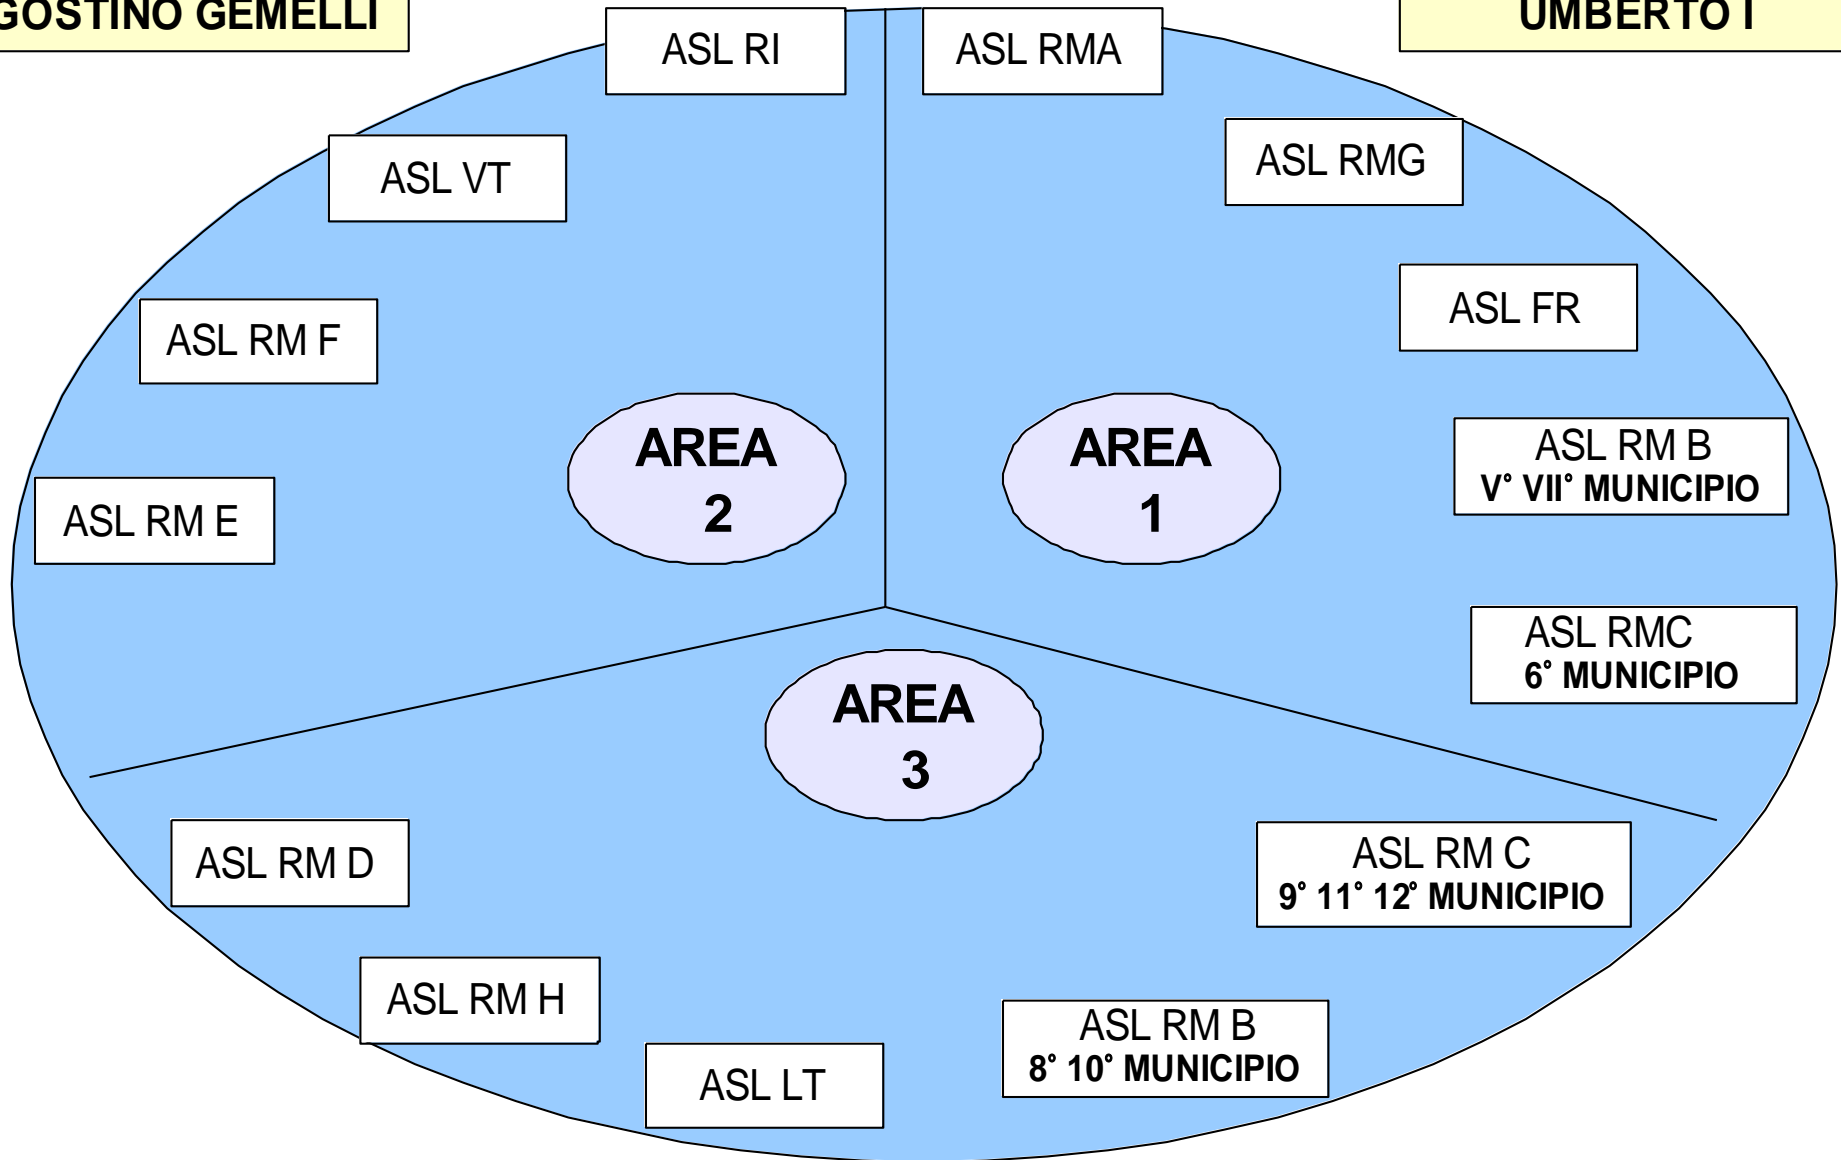 GOSTINO GEMELLI
UMBERTO I
ASL RI
ASL RMA
ASL VT
ASL RMG
ASL RM F
ASL FR
ASL RM E
AREA
2
AREA
1
ASL RM B
V° VII° MUNICIPIO
ASL RMC
6° MUNICIPIO
AREA
3
ASL RM D
ASL RM C
9° 11° 12° MUNICIPIO
ASL RM H
ASL RM B
8° 10° MUNICIPIO
ASL LT